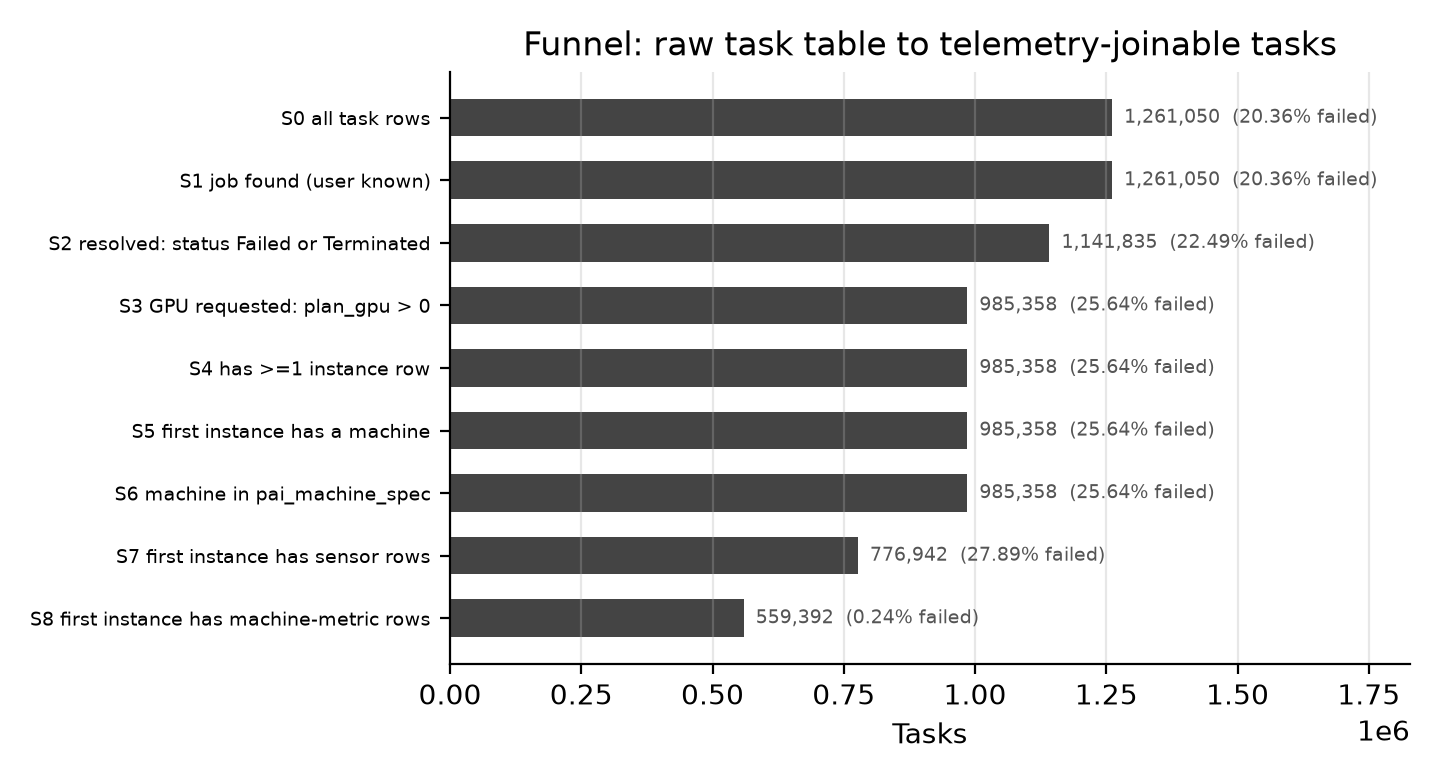 Funnel: raw task table to telemetry-joinable tasks
S0 all task rows 1,261,050 (20.36% failed)
S1 job found (user known) 1,261,050 (20.36% failed)
S2 resolved: status Failed or Terminated 1,141,835 (22.49% failed)
S3 GPU requested: plan_gpu > 0 985,358 (25.64% failed)
S4 has >=1 instance row 985,358 (25.64% failed)
S5 first instance has a machine 985,358 (25.64% failed)
S6 machine in pai_machine_spec 985,358 (25.64% failed)
S7 first instance has sensor rows 776,942 (27.89% failed)
S8 first instance has machine-metric rows 559,392 (0.24% failed)
0.00 0.25 0.50 0.75 1.00 1.25 1.50 1.75
Tasks 1e6